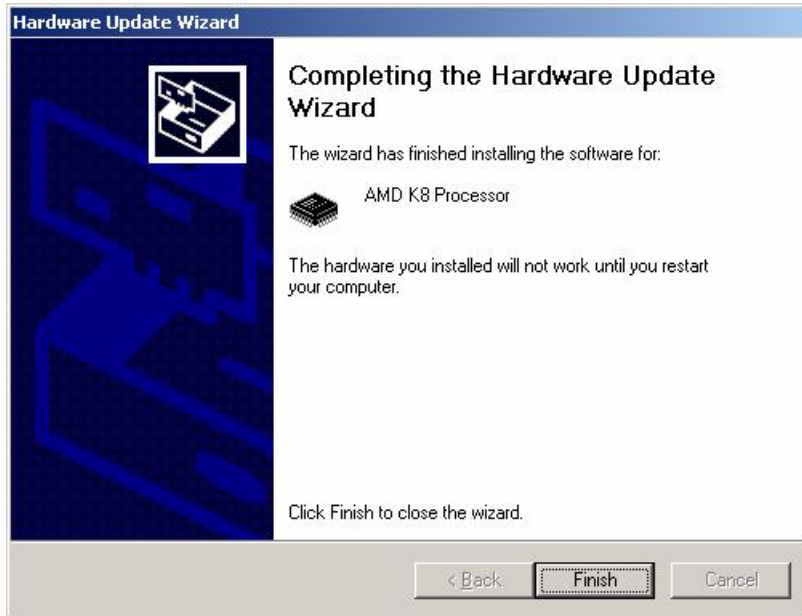 Hardware Update Wizard
Completing the Hardware Update
Wizard
The wizard has finished installing the software for:
AMD K8 Processor
The hardware you installed will not work until you restart
your computer.
Click Finish to close the wizard.
< Back Finish Cancel